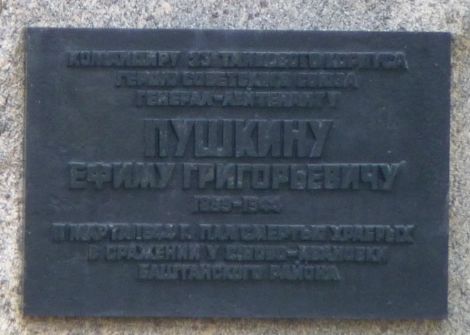 КОМАНДИРУ 23 ТАНКОВОГО КОРПУСА
ГЕРОЮ СОВЕТСКОГО СОЮЗА
ГЕНЕРАЛ-ЛЕЙТЕНАНТУ
ПУШКИНУ
ЕФИМУ ГРИГОРЬЕВИЧУ
1899-1944
11 МАРТА 1944 Г. ПАЛ СМЕРТЬЮ ХРАБРЫХ
В СРАЖЕНИИ У
БАШТАНСКОГО РАЙОНА